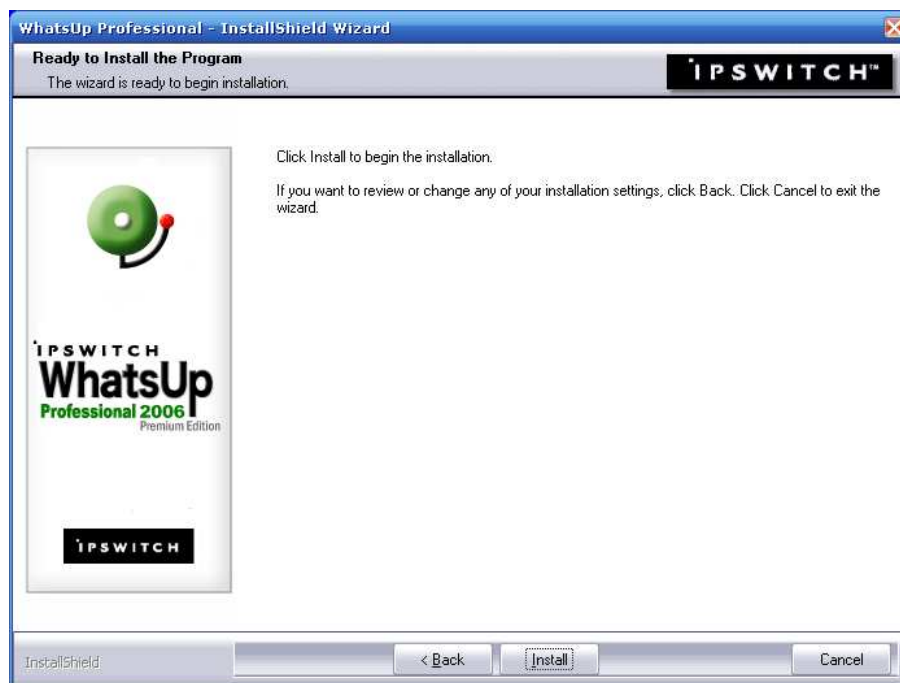 WhatsUp Professional - InstallShield Wizard
Ready to Install the Program
The wizard is ready to begin installation.
IPSWITCH™
Click Install to begin the installation.
If you want to review or change any of your installation settings, click Back. Click Cancel to exit the
wizard.
IPSWITCH
WhatsUp
Professional 2006
Premium Edition
IPSWITCH
InstallShield
< Back
Install
Cancel